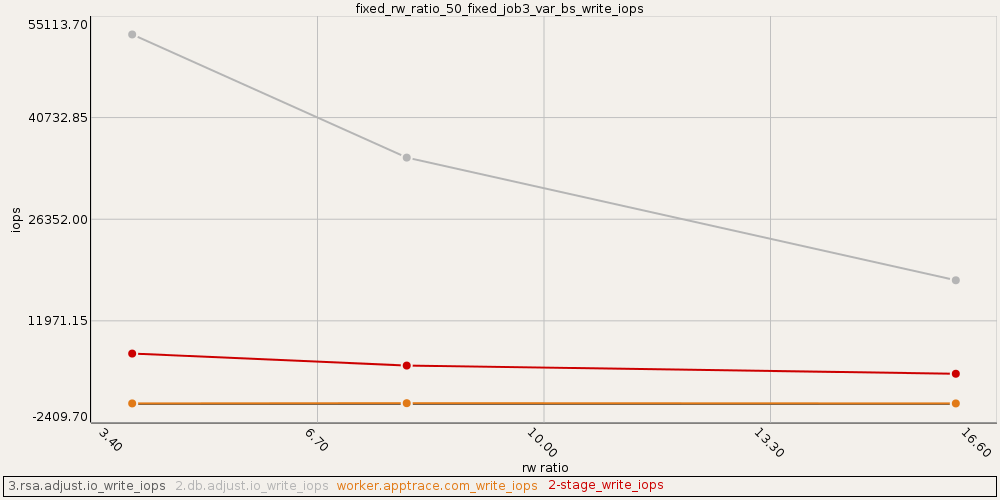 fixed_rw_ratio_50_fixed_job3_var_bs_write_iops
55113.70
40732.85
26352.00
11971.15
-2409.70
iops
3.40 6.70 10.00 13.30 16.60
rw ratio
3.rsa.adjust.io_write_iops 2.db.adjust.io_write_iops worker.apptrace.com_write_iops 2-stage_write_iops